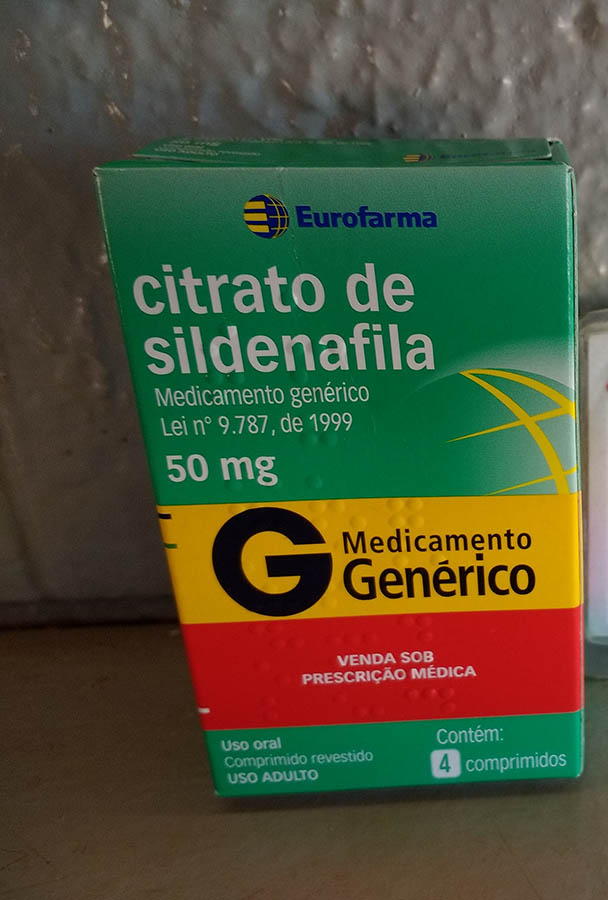 Eurofarma
Eurofarma
citrato de
sildenafila
Medicamento genérico
Lei nº 9.787, de 1999
50 mg
G Medicamento
Genérico
VENDA SOB
PRESCRIÇÃO MÉDICA
Uso oral
Comprimido revestido
USO ADULTO
Contém:
4 comprimidos